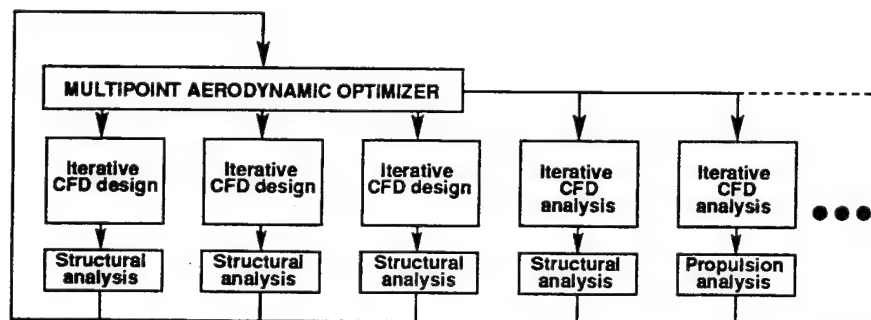 MULTIPOINT AERODYNAMIC OPTIMIZER
Iterative
CFD design
Iterative
CFD design
Iterative
CFD design
Iterative
CFD
analysis
Iterative
CFD
analysis
Structural
analysis
Structural
analysis
Structural
analysis
Structural
analysis
Propulsion
analysis